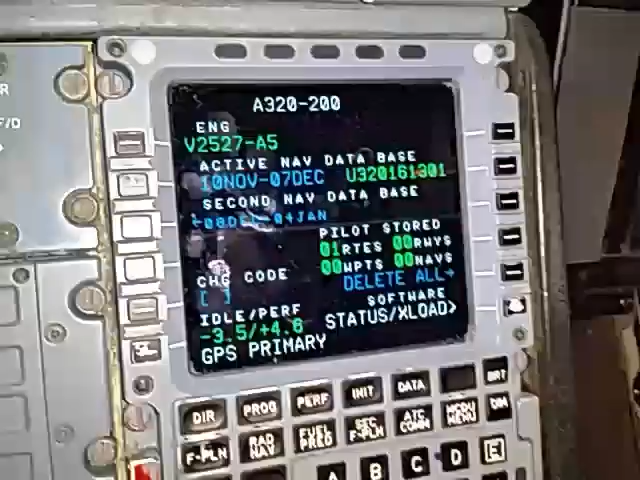 A320-200
ENG
V2527-A5
ACTIVE NAV DATA BASE
10NOV-07DEC U320161301
SECOND NAV DATA BASE
←08DEC-04JAN
PILOT STORED
01RTES 00RWYS
00WPTS 00NAVS
CHG CODE
[ ] DELETE ALL→
IDLE/PERF SOFTWARE
-3.5/+4.6 STATUS/XLOAD>
GPS PRIMARY
DIR PROG PERF INIT DATA BRT
F-PLN RAD NAV FUEL PRED SEC F-PLN ATC COMM MCDU MENU DIM
A B C D E
F/D